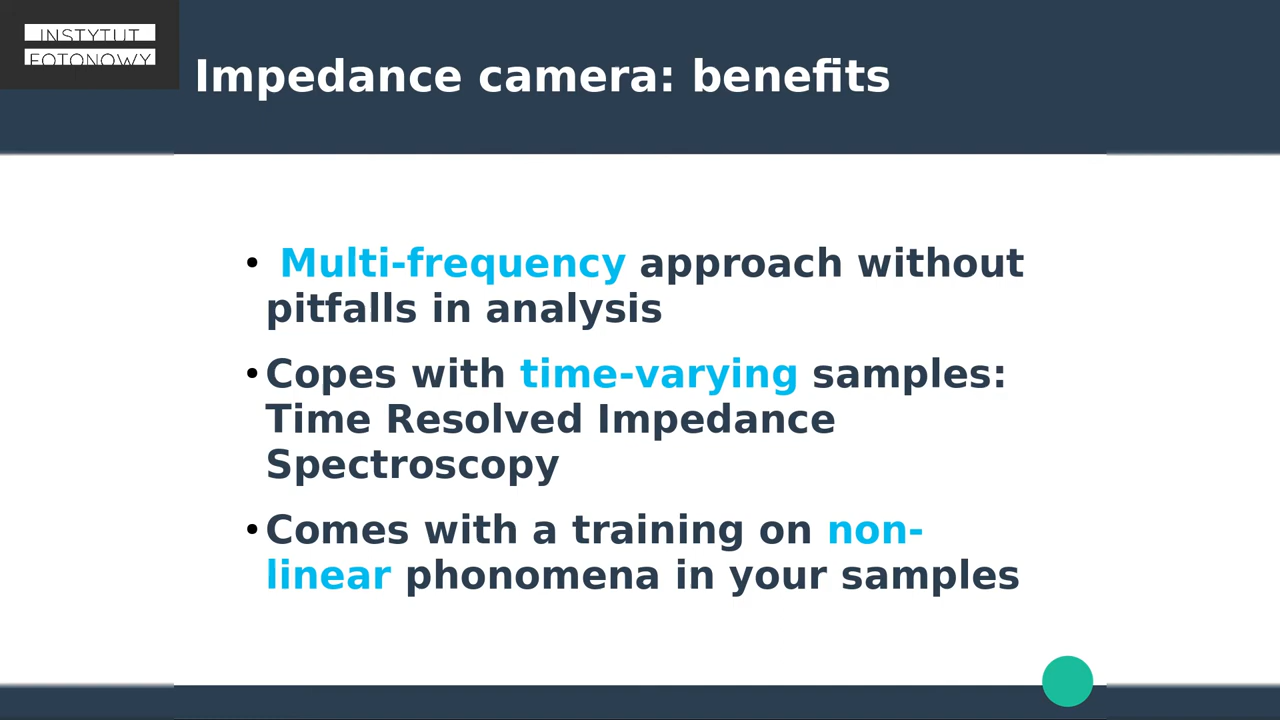 INSTYTUT
FOTONOWY
Impedance camera: benefits
• Multi-frequency approach without
pitfalls in analysis
• Copes with time-varying samples:
Time Resolved Impedance
Spectroscopy
• Comes with a training on non-
linear phonomena in your samples